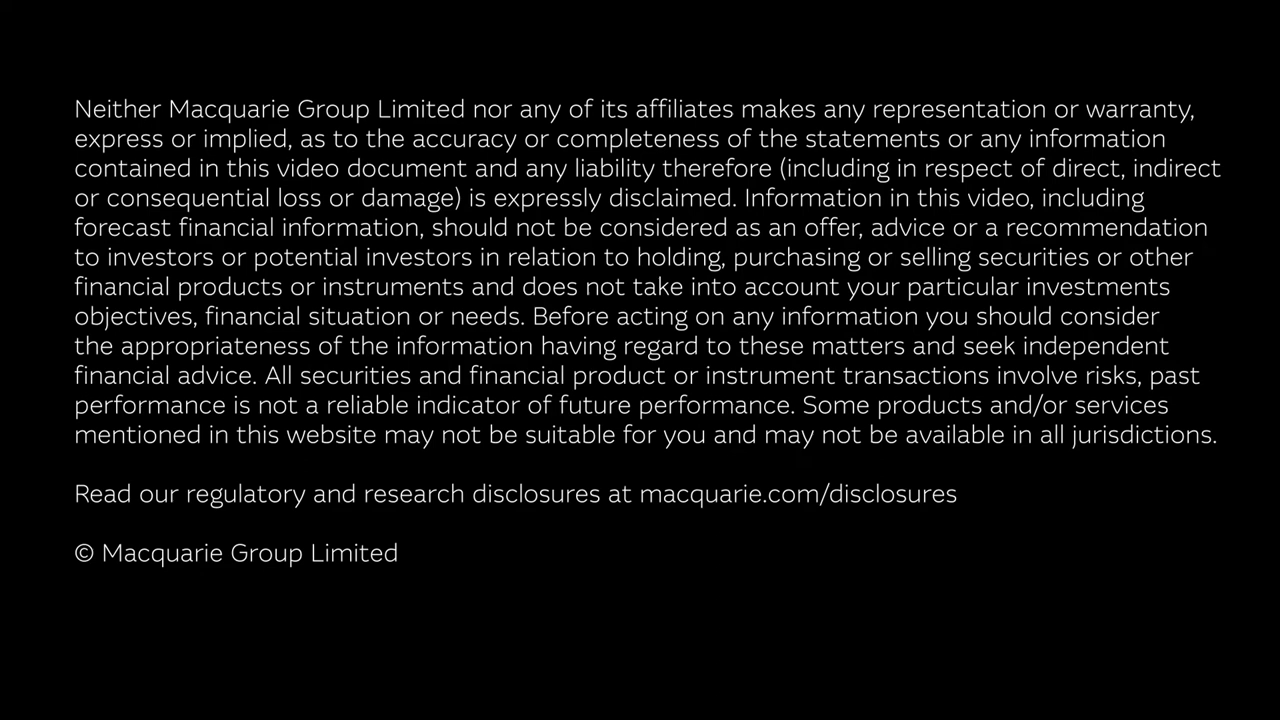 Neither Macquarie Group Limited nor any of its affiliates makes any representation or warranty,
express or implied, as to the accuracy or completeness of the statements or any information
contained in this video document and any liability therefore (including in respect of direct, indirect
or consequential loss or damage) is expressly disclaimed. Information in this video, including
forecast financial information, should not be considered as an offer, advice or a recommendation
to investors or potential investors in relation to holding, purchasing or selling securities or other
financial products or instruments and does not take into account your particular investments
objectives, financial situation or needs. Before acting on any information you should consider
the appropriateness of the information having regard to these matters and seek independent
financial advice. All securities and financial product or instrument transactions involve risks, past
performance is not a reliable indicator of future performance. Some products and/or services
mentioned in this website may not be suitable for you and may not be available in all jurisdictions.
Read our regulatory and research disclosures at macquarie.com/disclosures
© Macquarie Group Limited